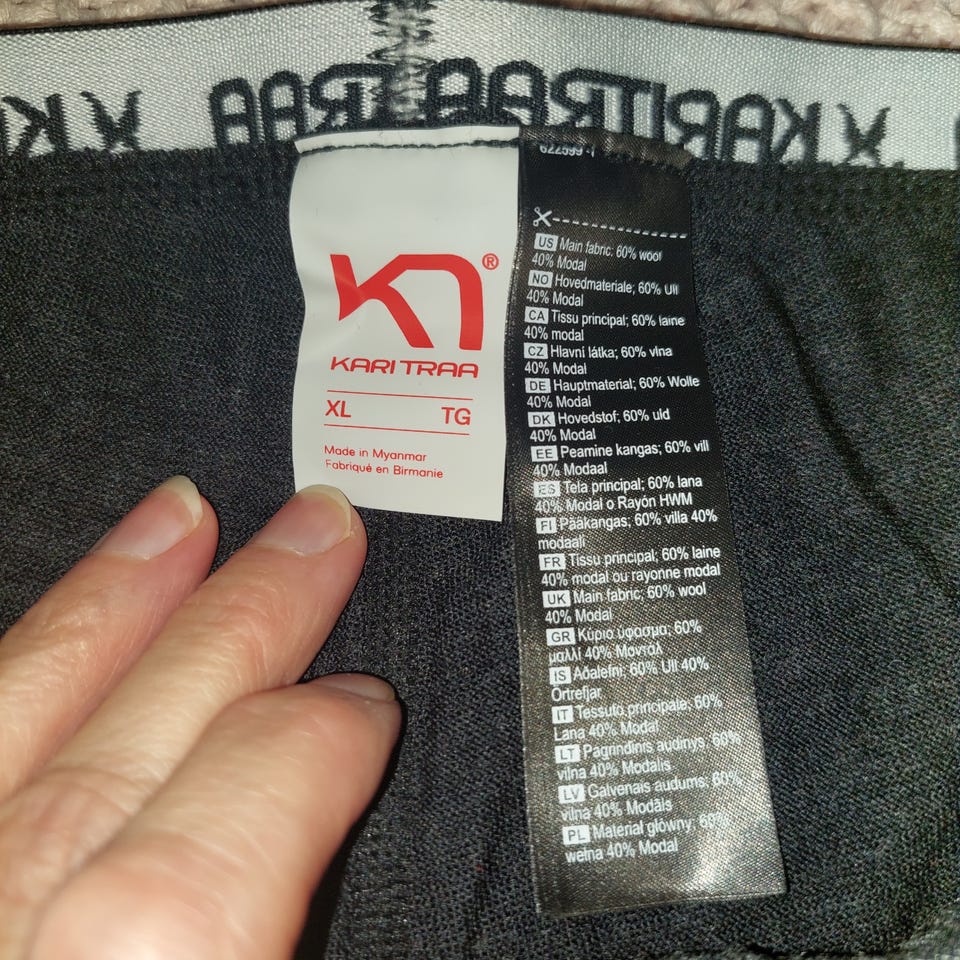 KARITRAA
KARITRAA
KARI TRAA
XL TG
Made in Myanmar
Fabriqué en Birmanie
622599-1
US Main fabric; 60% wool
40% Modal
NO Hovedmateriale; 60% Ull
40% Modal
CA Tissu principal; 60% laine
40% modal
CZ Hlavní látka; 60% vlna
40% Modal
DE Hauptmaterial; 60% Wolle
40% Modal
DK Hovedstof; 60% uld
40% Modal
EE Peamine kangas; 60% vill
40% Modaal
ES Tela principal; 60% lana
40% Modal o Rayón HWM
FI Pääkangas; 60% villa 40%
modaali
FR Tissu principal; 60% laine
40% modal ou rayonne modal
UK Main fabric; 60% wool
40% Modal
GR Κύριο ύφασμα; 60%
μαλλί 40% Μοντάλ
IS Aðalefni; 60% Ull 40%
Örtrefjar
IT Tessuto principale; 60%
Lana 40% Modal
LT Pagrindinis audinys; 60%
vilna 40% Modalis
LV Galvenais audums; 60%
vilna 40% Modāls
PL Materiał główny; 60%
wełna 40% Modal